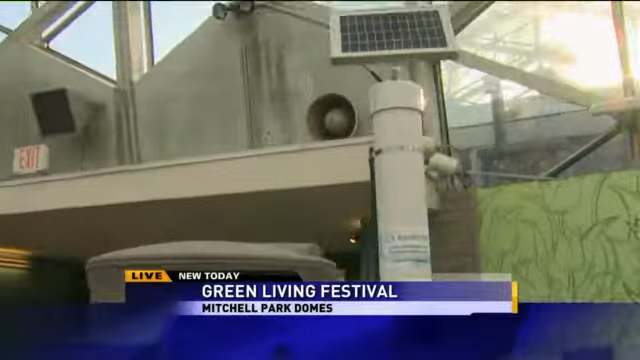 EXIT
LIVE
NEW TODAY
GREEN LIVING FESTIVAL
MITCHELL PARK DOMES